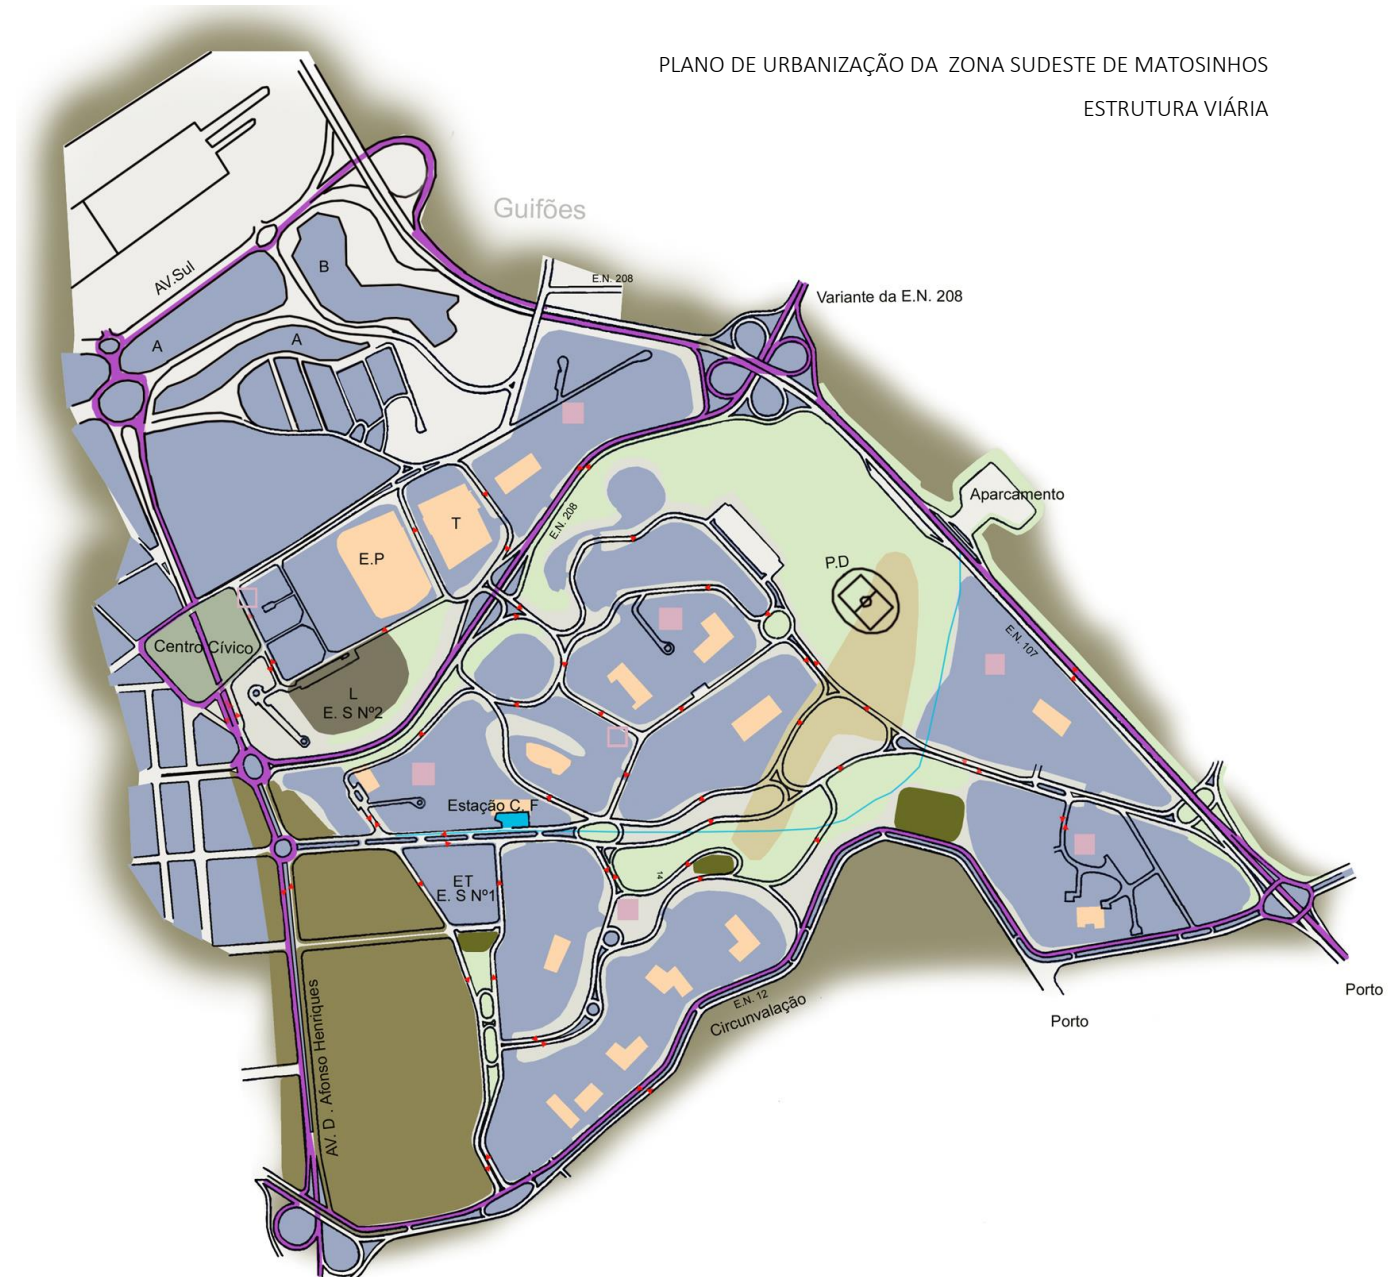 PLANO DE URBANIZAÇÃO DA ZONA SUDESTE DE MATOSINHOS
ESTRUTURA VIÁRIA
Guifões
AV.Sul
B
E.N. 208
Variante da E.N. 208
A
A
Aparcamento
T
E.N. 208
E.P
P.D
Centro Cívico
E.N. 107
L
E. S Nº2
Estação C. F
ET
E. S Nº1
14
AV. D . Afonso Henriques
E.N. 12
Circunvalação
Porto
Porto